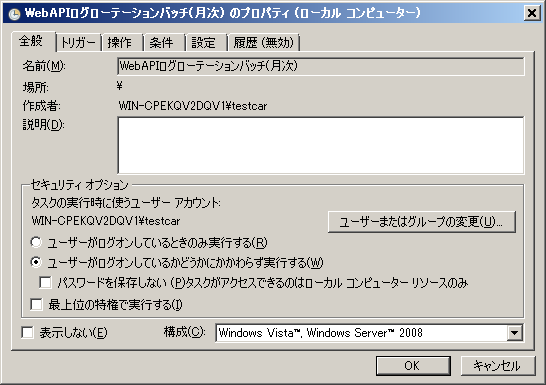 WebAPIログローテーションバッチ(月次) のプロパティ (ローカル コンピューター)
全般 トリガー 操作 条件 設定 履歴 (無効)
名前(M): WebAPIログローテーションバッチ(月次)
場所: ¥
作成者: WIN-CPEKQV2DQV1¥testcar
説明(D):
セキュリティ オプション
タスクの実行時に使うユーザー アカウント:
WIN-CPEKQV2DQV1¥testcar ユーザーまたはグループの変更(U)...
ユーザーがログオンしているときのみ実行する(R)
ユーザーがログオンしているかどうかにかかわらず実行する(W)
パスワードを保存しない (P)タスクがアクセスできるのはローカル コンピューター リソースのみ
最上位の特権で実行する(I)
表示しない(E) 構成(C): Windows Vista™, Windows Server™ 2008
OK キャンセル